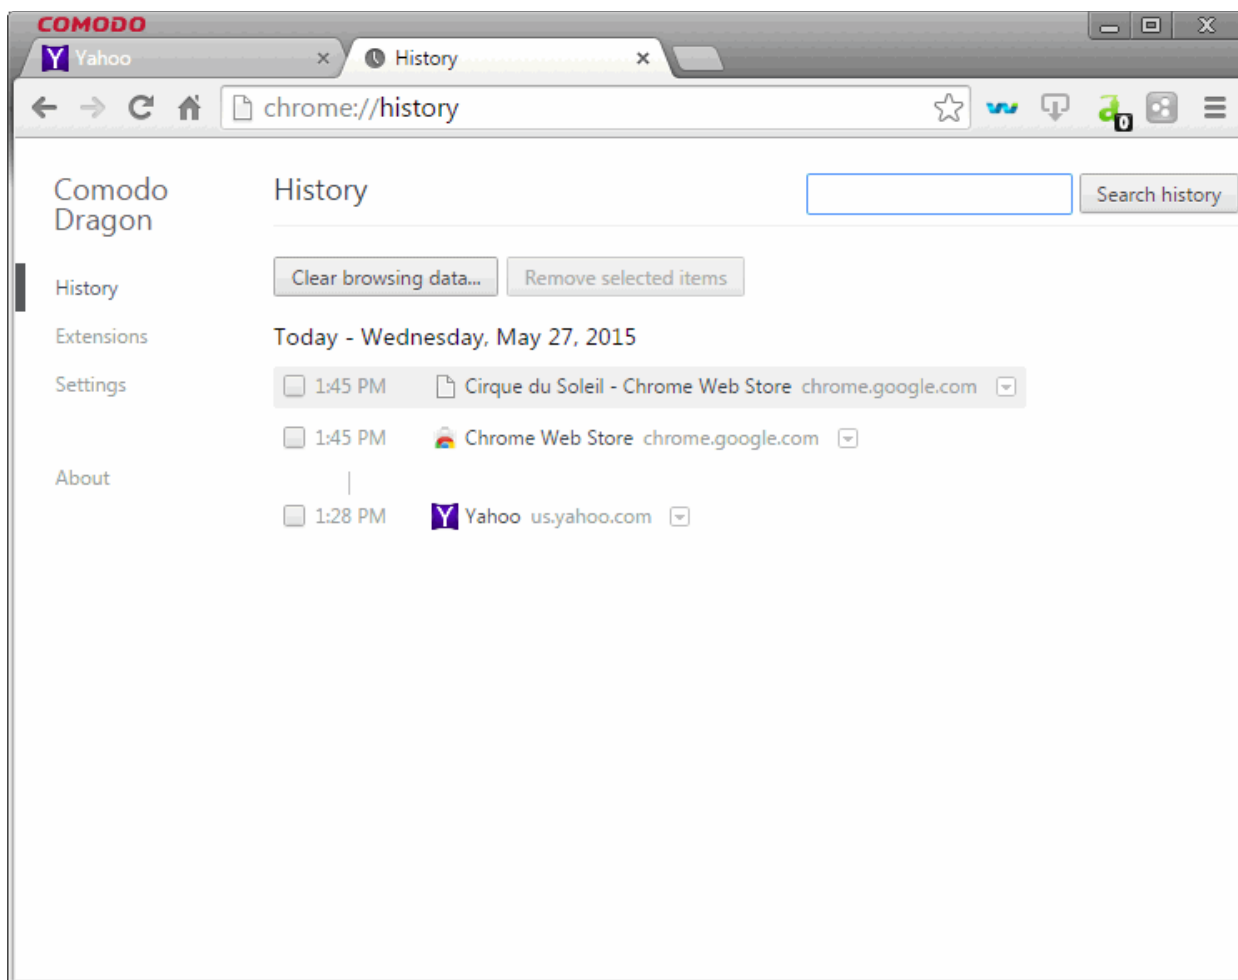 COMODO
Yahoo
History
chrome://history
0
Comodo
Dragon
History
Search history
History
Extensions
Settings
About
Clear browsing data...
Remove selected items
Today - Wednesday, May 27, 2015
1:45 PM Cirque du Soleil - Chrome Web Store chrome.google.com
1:45 PM Chrome Web Store chrome.google.com
1:28 PM Yahoo us.yahoo.com